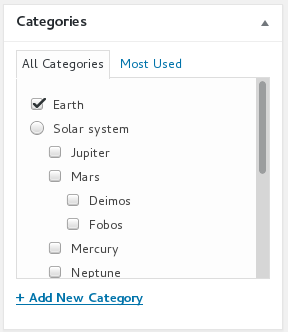 Categories
All Categories Most Used
Earth
Solar system
Jupiter
Mars
Deimos
Fobos
Mercury
Neptune
+ Add New Category